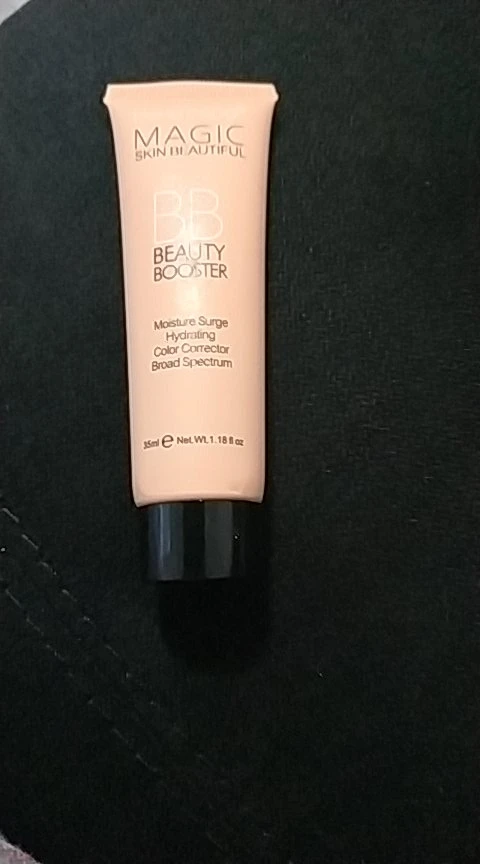 MAGIC
SKIN BEAUTIFUL
BB
BEAUTY
BOOSTER
Moisture Surge
Hydrating
Color Corrector
Broad Spectrum
35ml e Net.Wt.1.18 fl oz